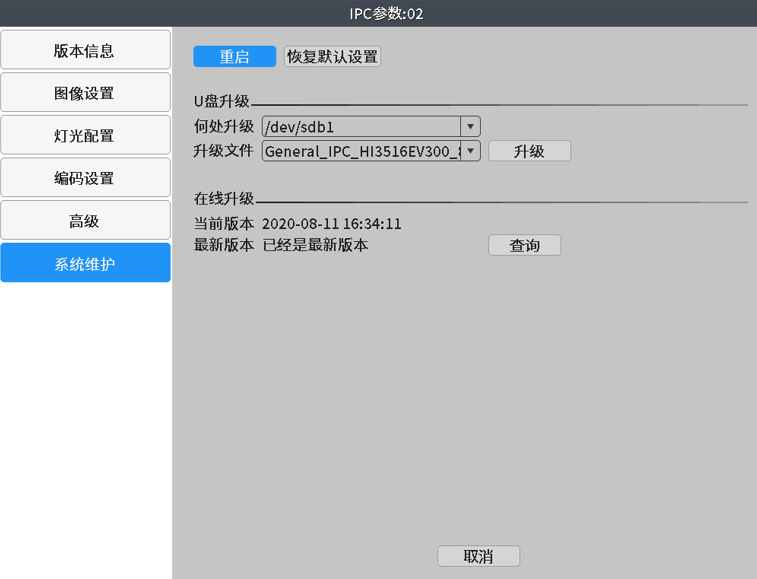 IPC参数:02
版本信息
图像设置
灯光配置
编码设置
高级
系统维护
重启 恢复默认设置
U盘升级
何处升级 /dev/sdb1
升级文件 General_IPC_HI3516EV300_ 升级
在线升级
当前版本 2020-08-11 16:34:11
最新版本 已经是最新版本 查询
取消